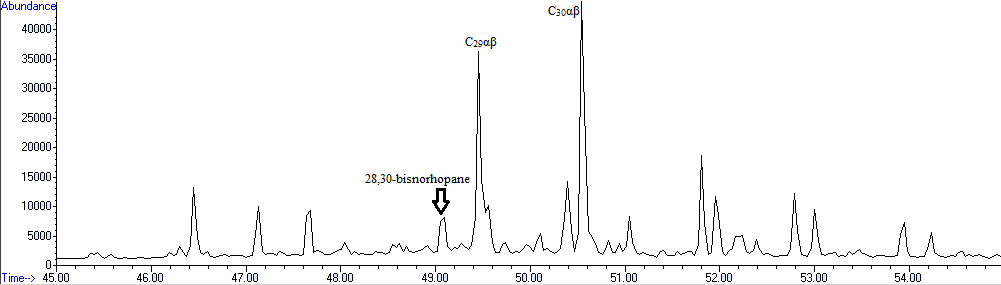 Abundance
C₃₀αβ
C₂₉αβ
40000
35000
30000
25000
20000
28,30-bisnorhopane
15000
10000
5000
0
Time--> 45.00 46.00 47.00 48.00 49.00 50.00 51.00 52.00 53.00 54.00